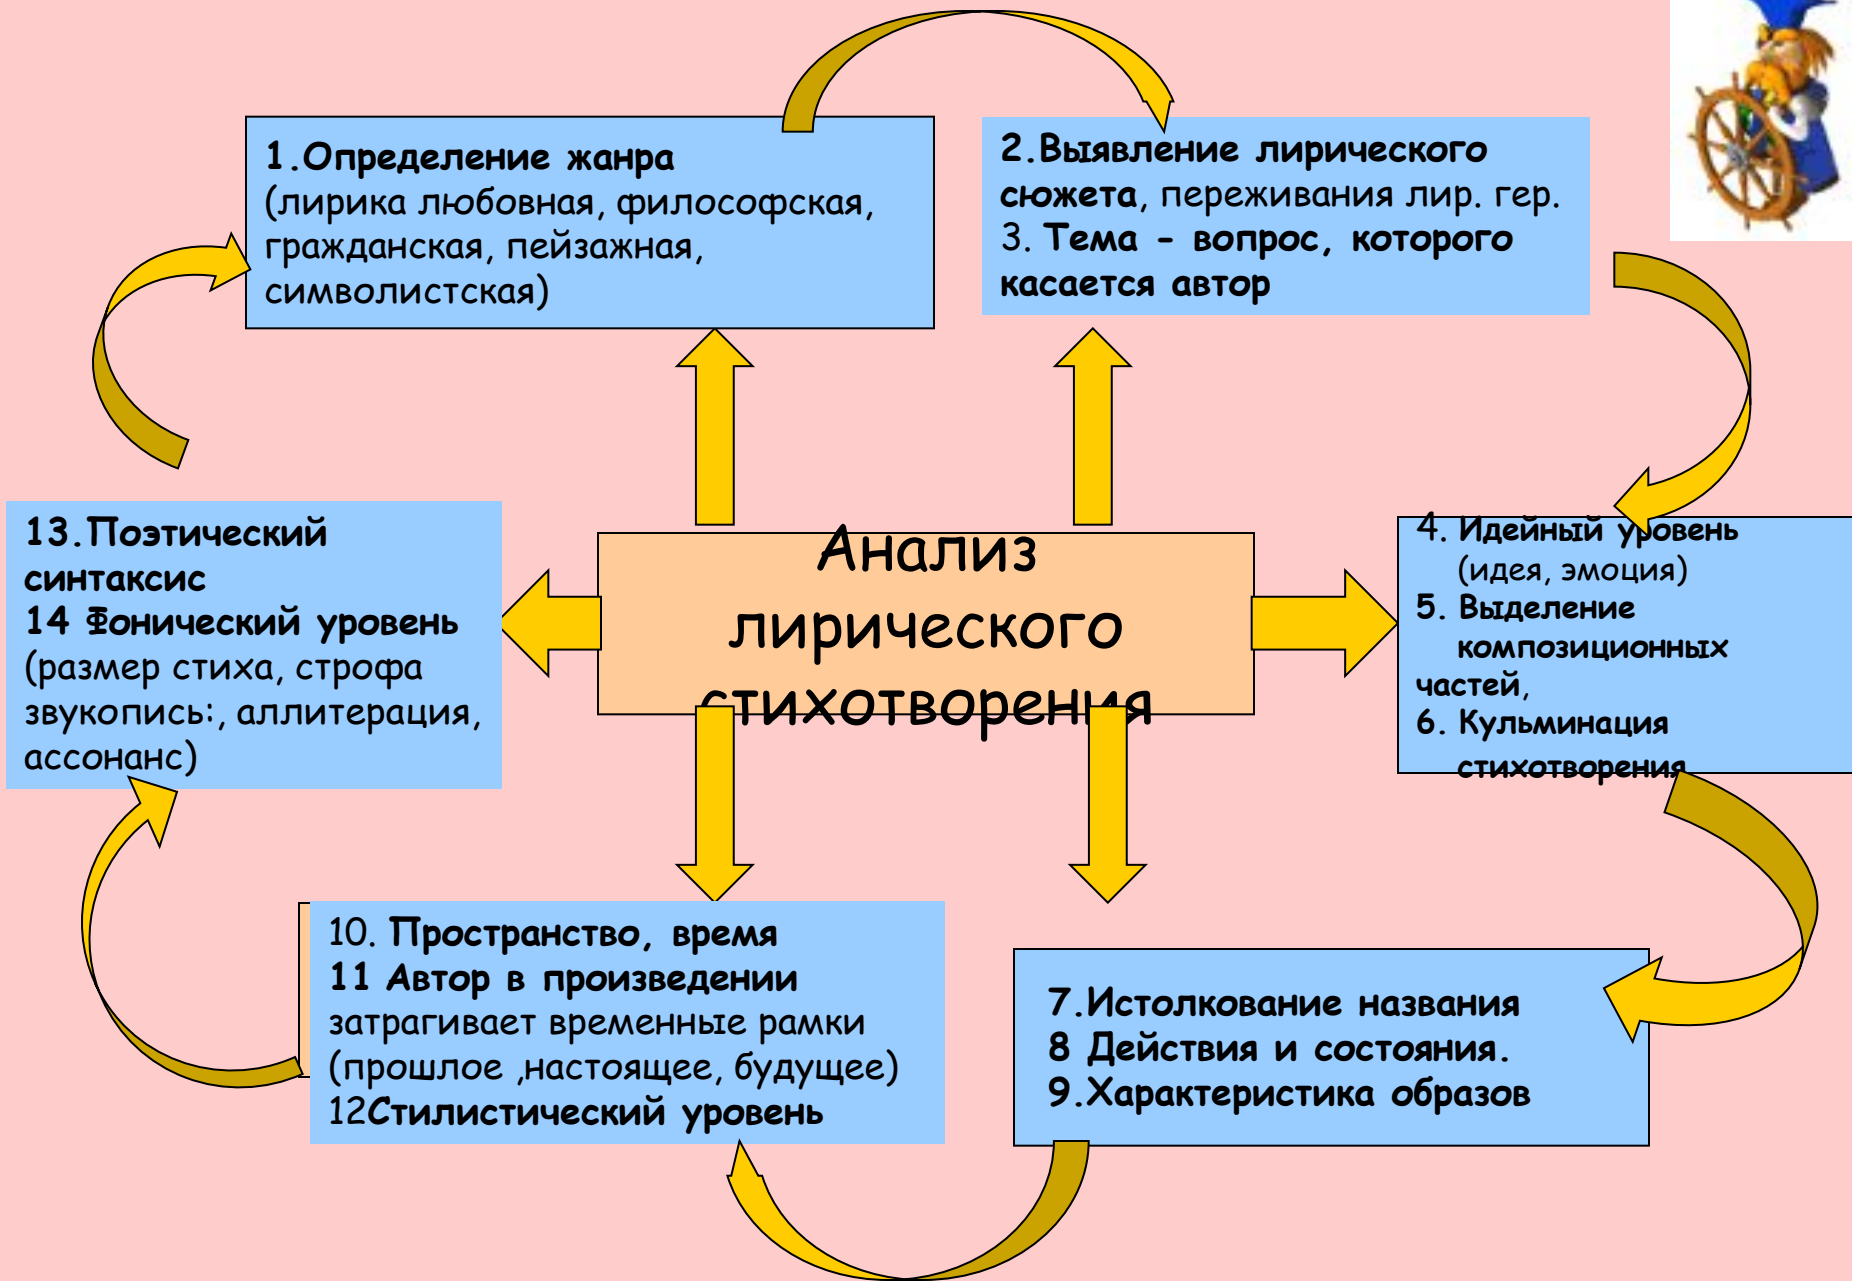 1.Определение жанра
(лирика любовная, философская,
гражданская, пейзажная,
символистская)
2.Выявление лирического
сюжета, переживания лир. гер.
3. Тема - вопрос, которого
касается автор
4. Идейный уровень
(идея, эмоция)
5. Выделение
композиционных
частей,
6. Кульминация
стихотворения
Анализ
лирического
стихотворения
13.Поэтический
синтаксис
14 Фонический уровень
(размер стиха, строфа
звукопись:, аллитерация,
ассонанс)
10. Пространство, время
11 Автор в произведении
затрагивает временные рамки
(прошлое ,настоящее, будущее)
12Стилистический уровень
7.Истолкование названия
8 Действия и состояния.
9.Характеристика образов